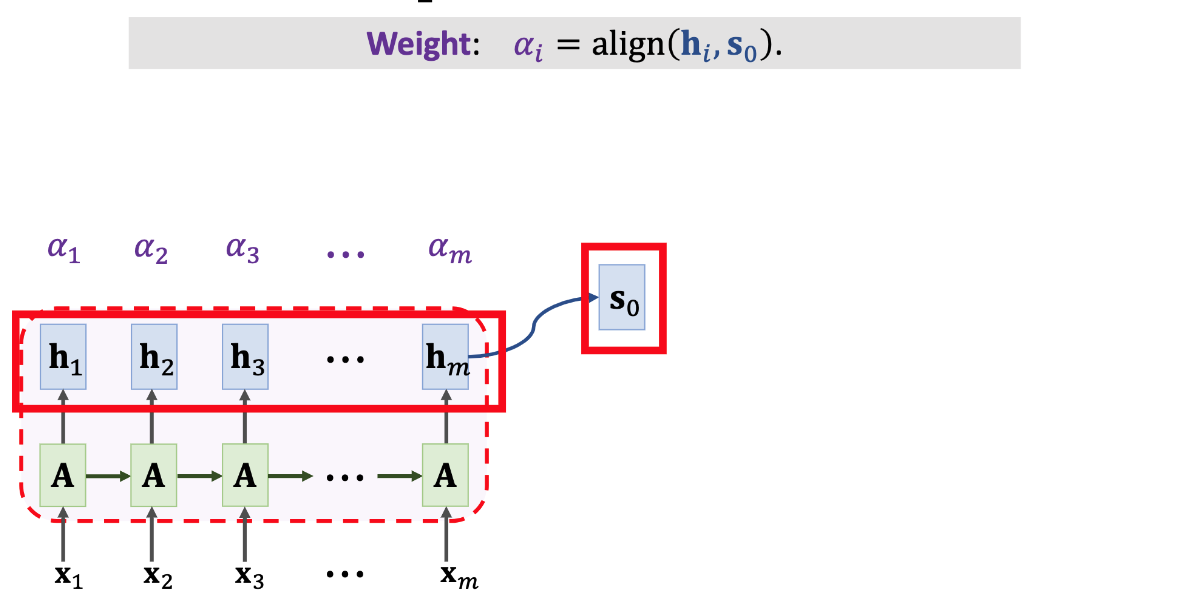 Weight: αᵢ = align(hᵢ, s₀).
α₁ α₂ α₃ ⋯ αₘ
s₀
h₁ h₂ h₃ ⋯ hₘ
A A A ⋯ A
x₁ x₂ x₃ ⋯ xₘ